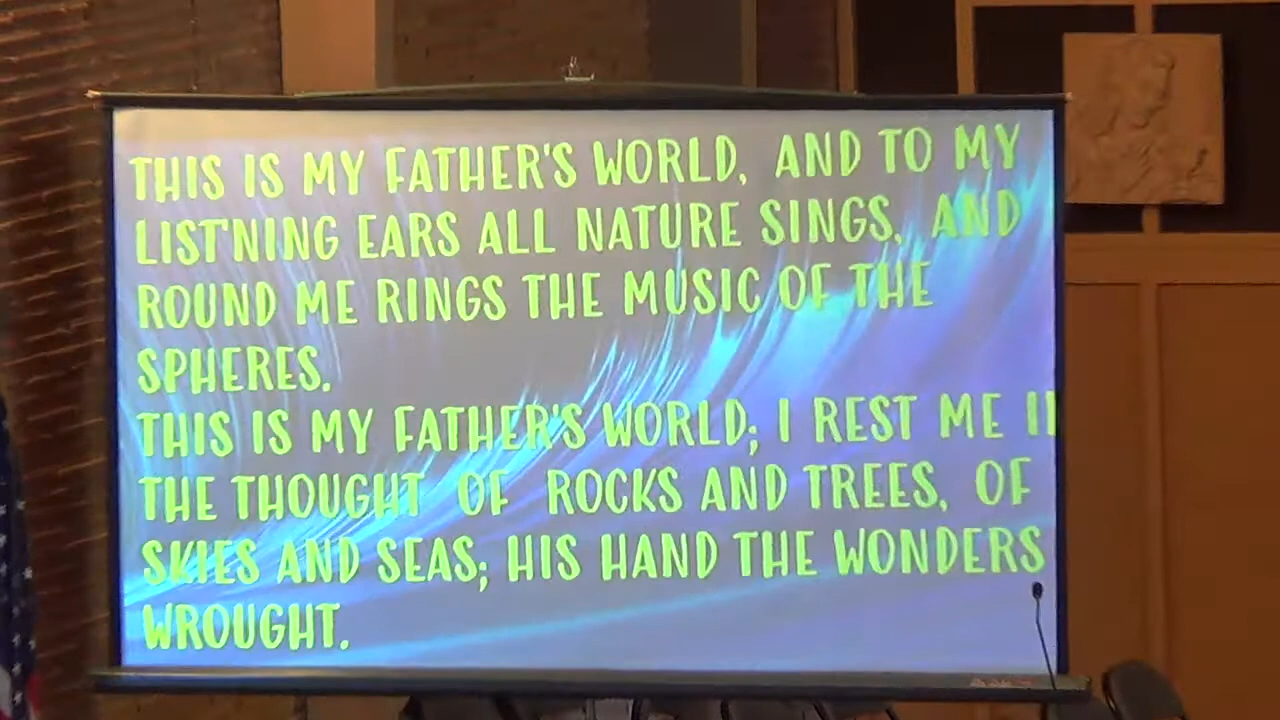 THIS IS MY FATHER'S WORLD, AND TO MY
LIST'NING EARS ALL NATURE SINGS, AND
ROUND ME RINGS THE MUSIC OF THE
SPHERES.
THIS IS MY FATHER'S WORLD; I REST ME
THE THOUGHT OF ROCKS AND TREES, OF
SKIES AND SEAS; HIS HAND THE WONDERS
WROUGHT.